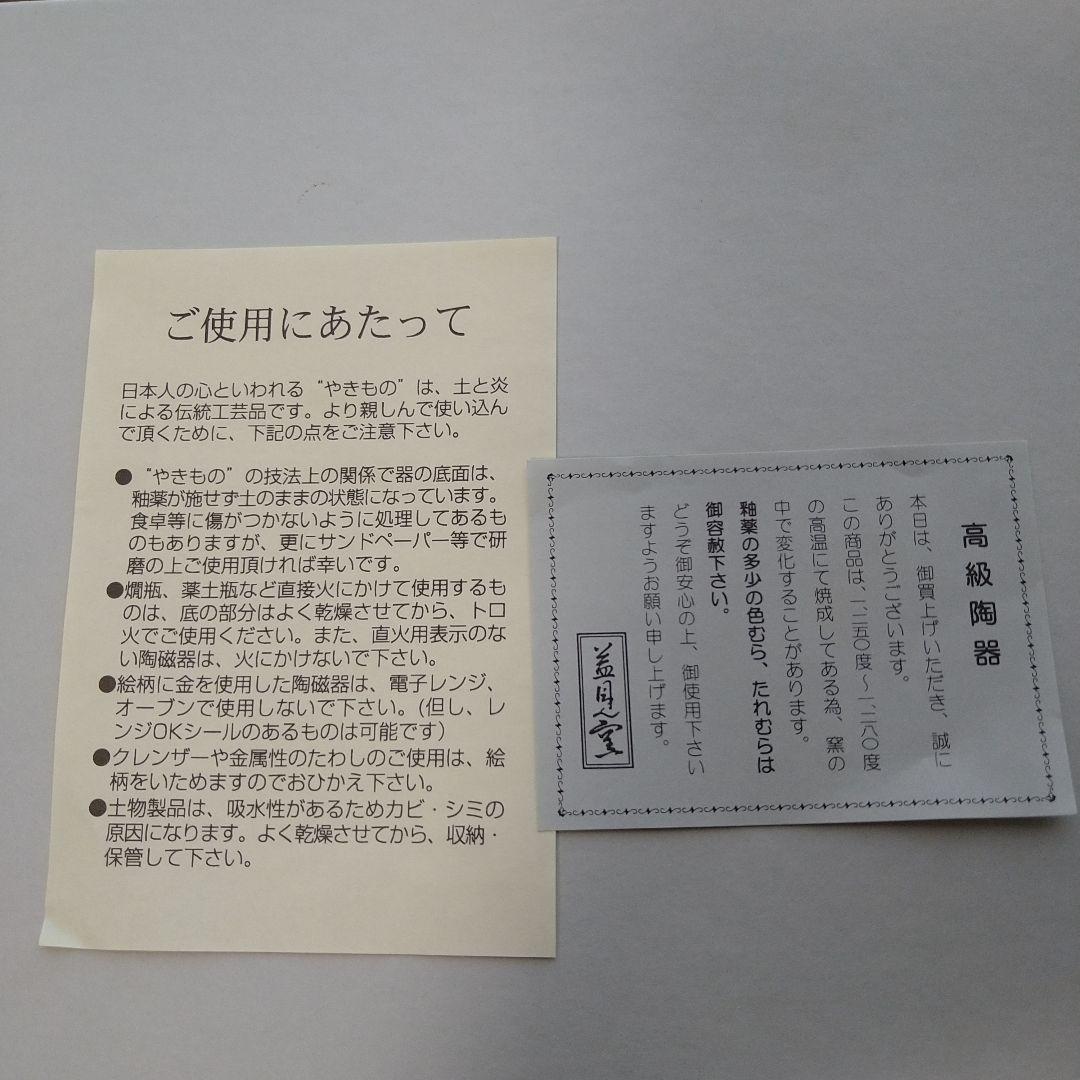 ご使用にあたって
日本人の心といわれる“やきもの”は、土と炎
による伝統工芸品です。より親しんで使い込ん
で頂くために、下記の点をご注意下さい。
●“やきもの”の技法上の関係で器の底面は、
釉薬が施せず土のままの状態になっています。
食卓等に傷がつかないように処理してあるも
のもありますが、更にサンドペーパー等で研
磨の上ご使用頂ければ幸いです。
●燗瓶、薬土瓶など直接火にかけて使用するも
のは、底の部分はよく乾燥させてから、トロ
火でご使用ください。また、直火用表示のな
い陶磁器は、火にかけないで下さい。
●絵柄に金を使用した陶磁器は、電子レンジ、
オーブンで使用しないで下さい。(但し、レ
ンジOKシールのあるものは可能です)
●クレンザーや金属性のたわしのご使用は、絵
柄をいためますのでおひかえ下さい。
●土物製品は、吸水性があるためカビ・シミの
原因になります。よく乾燥させてから、収納・
保管して下さい。
高級陶器
本日は、御買上げいただき、誠に
ありがとうございます。
この商品は、一、二五〇度〜一、二八〇度
の高温にて焼成してある為、窯の
中で変化することがあります。
釉薬の多少の色むら、たれむらは
御容赦下さい。
どうぞ御安心の上、御使用下さい
ますようお願い申し上げます。